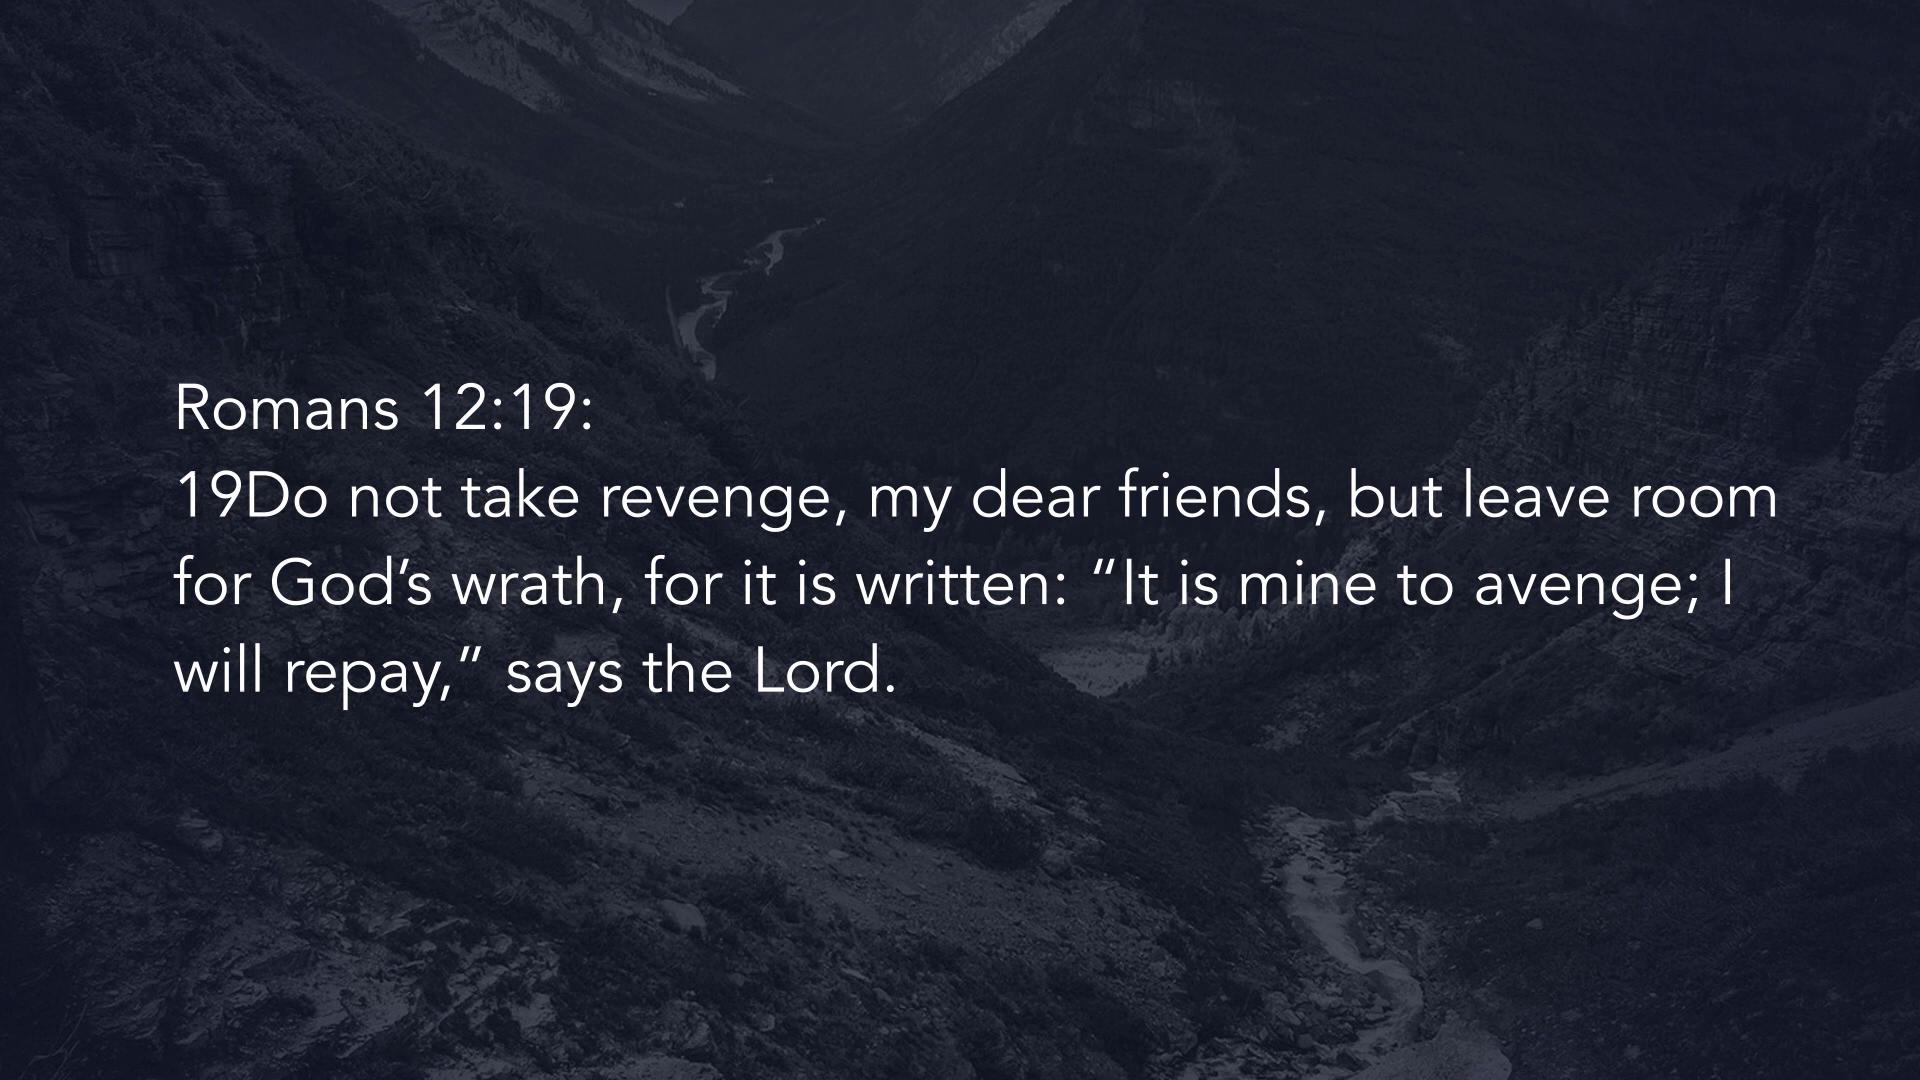 Romans 12:19:
19Do not take revenge, my dear friends, but leave room
for God’s wrath, for it is written: “It is mine to avenge; I
will repay,” says the Lord.